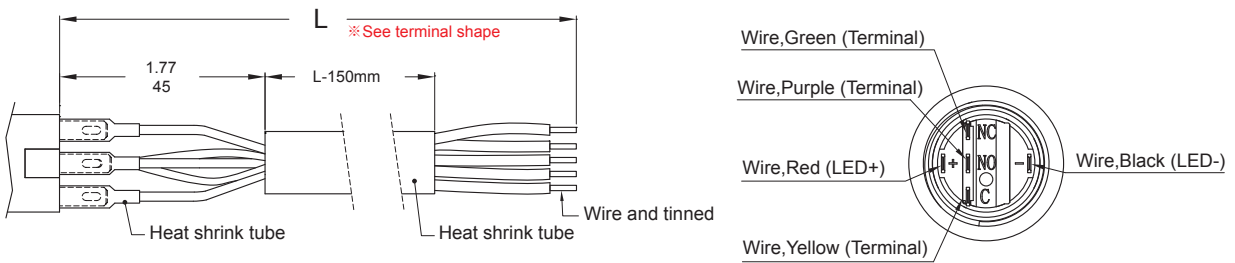 L
※See terminal shape
1.77
45
L-150mm
Heat shrink tube
Heat shrink tube
Wire and tinned
Wire,Green (Terminal)
Wire,Purple (Terminal)
Wire,Red (LED+)
Wire,Yellow (Terminal)
Wire,Black (LED-)
NC
+ NO −
C